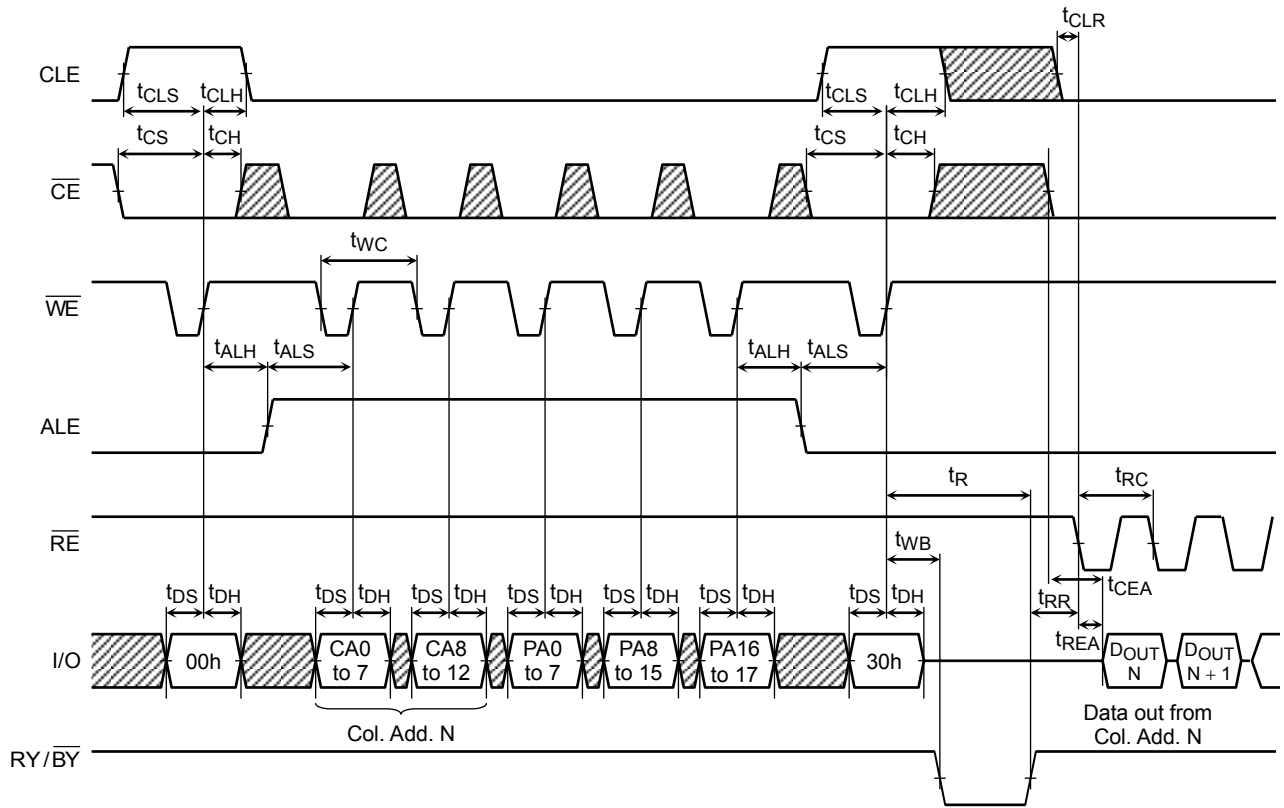 tCLR
CLE
tCLS tCLH tCLS tCLH
tCS tCH tCS tCH
CE
tWC
WE
tALH tALS tALH tALS
ALE
tR tRC
RE
tWB
tDS tDH tDS tDH tDS tDH tDS tDH tDS tDH tDS tDH tDS tDH tRR tCEA
tREA
I/O 00h CA0 to 7 CA8 to 12 PA0 to 7 PA8 to 15 PA16 to 17 30h DOUT N DOUT N + 1
Col. Add. N
Data out from
Col. Add. N
RY/BY